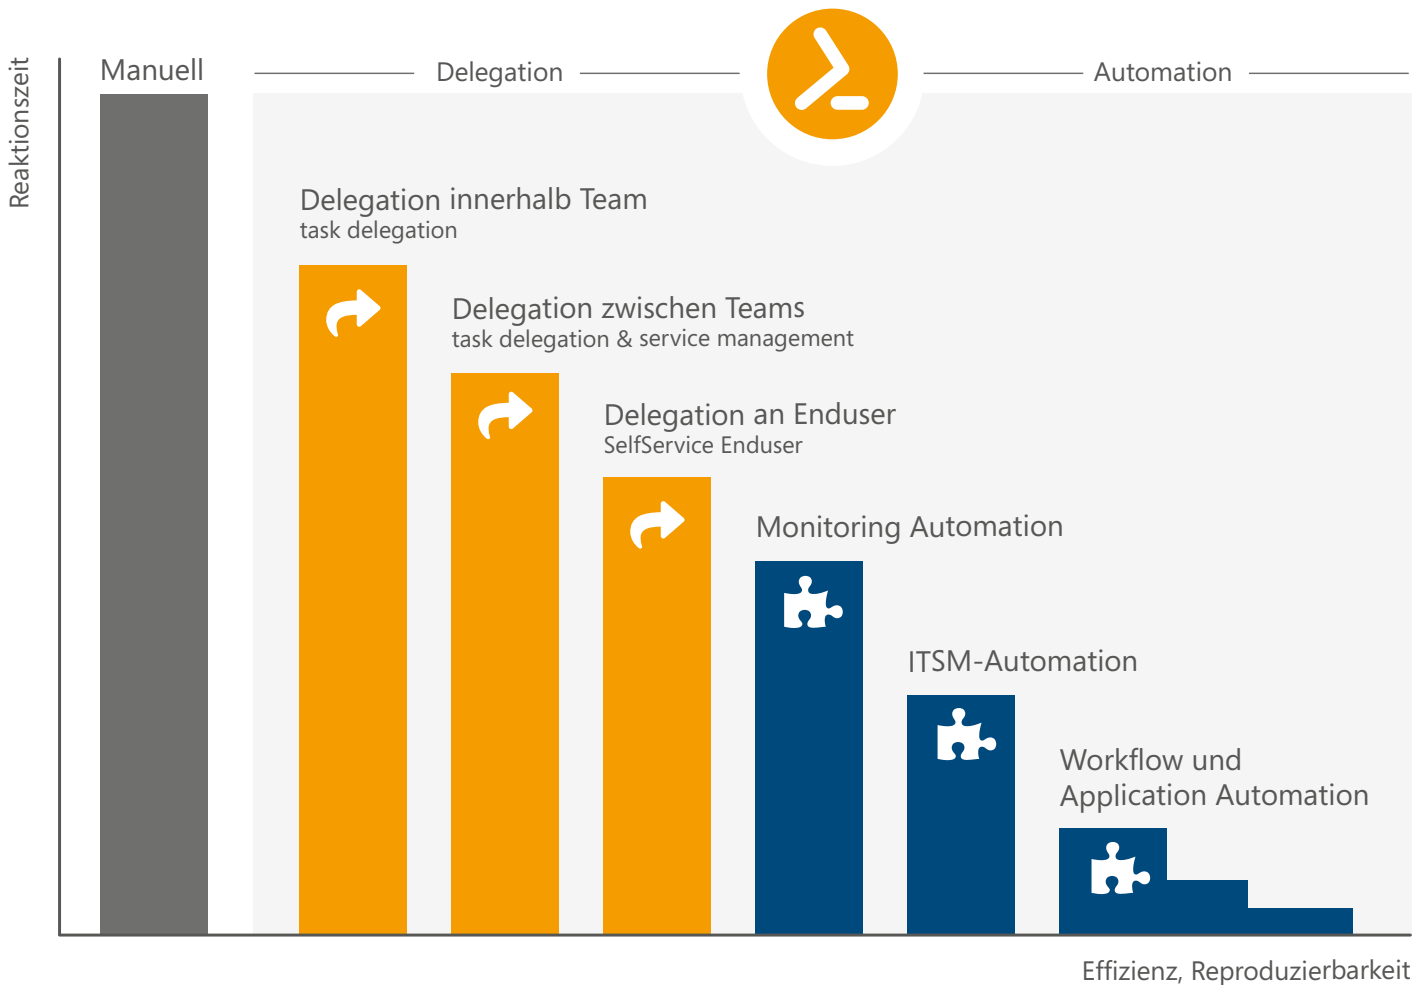 Reaktionszeit
Manuell
Delegation
Automation
Delegation innerhalb Team
task delegation
Delegation zwischen Teams
task delegation & service management
Delegation an Enduser
SelfService Enduser
Monitoring Automation
ITSM-Automation
Workflow und
Application Automation
Effizienz, Reproduzierbarkeit